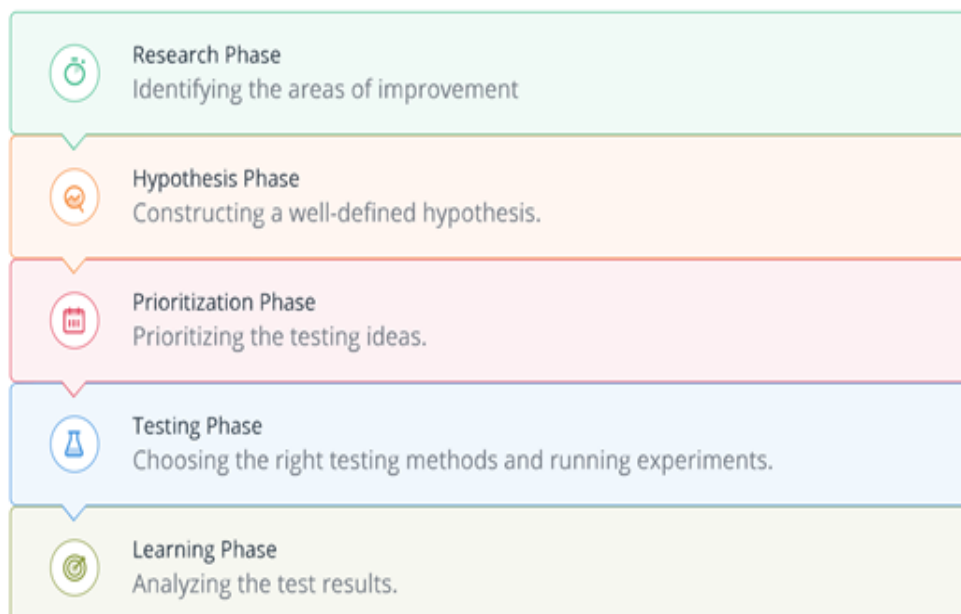 Research Phase
Identifying the areas of improvement
Hypothesis Phase
Constructing a well-defined hypothesis.
Prioritization Phase
Prioritizing the testing ideas.
Testing Phase
Choosing the right testing methods and running experiments.
Learning Phase
Analyzing the test results.